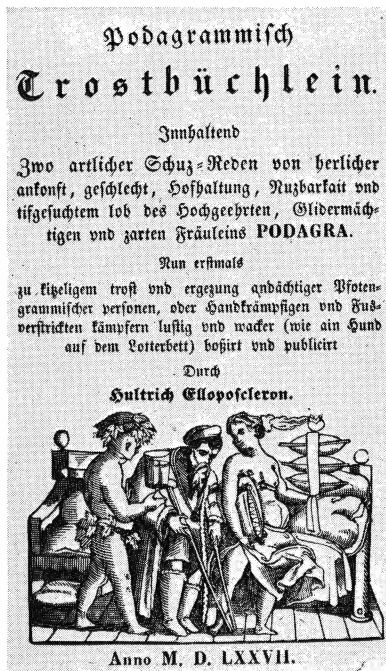 Podagrammisch
Trostbüchlein.
Innhaltend
Zwo artlicher Schuz-Reden von herlicher
ankonft, geschlecht, Hofhaltung, Nuzbarkait vnd
tifgesuchtem lob des Hochgeehrten, Glidermäch-
tigen vnd zarten Fräuleins PODAGRA.
Nun erstmals
zu kitzeligem trost vnd ergezung andächtiger Pfoten-
grammischer personen, oder Handkrämpfigen vnd Fus-
verstrickten kämpfern lustig vnd wacker (wie ain Hund
auf dem Lotterbett) boßirt vnd publicirt
Durch
Hultrich Elloposcleron.
Anno M. D. LXXVII.